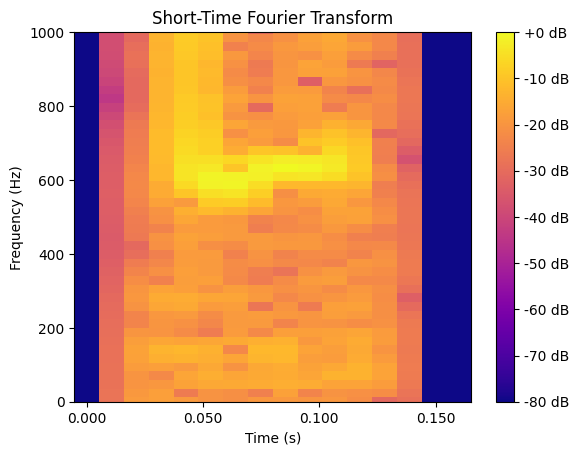 Short-Time Fourier Transform
1000
800
600
400
200
0
Frequency (Hz)
0.000
0.050
0.100
0.150
Time (s)
+0 dB
-10 dB
-20 dB
-30 dB
-40 dB
-50 dB
-60 dB
-70 dB
-80 dB